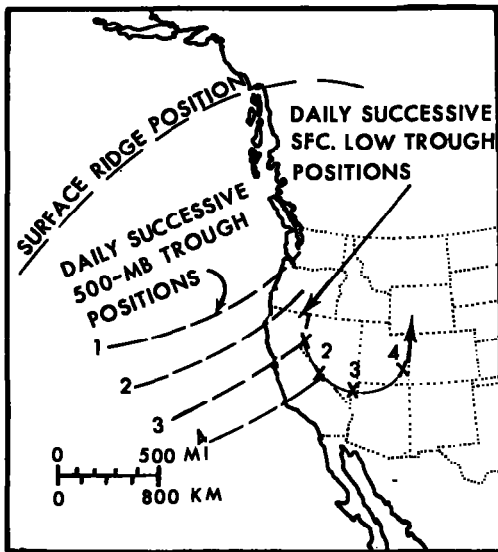 SURFACE RIDGE POSITION
DAILY SUCCESSIVE
SFC. LOW TROUGH
POSITIONS
DAILY SUCCESSIVE
500-MB TROUGH
POSITIONS
1
2
3
4
1
2
3
4
0 500 MI
0 800 KM